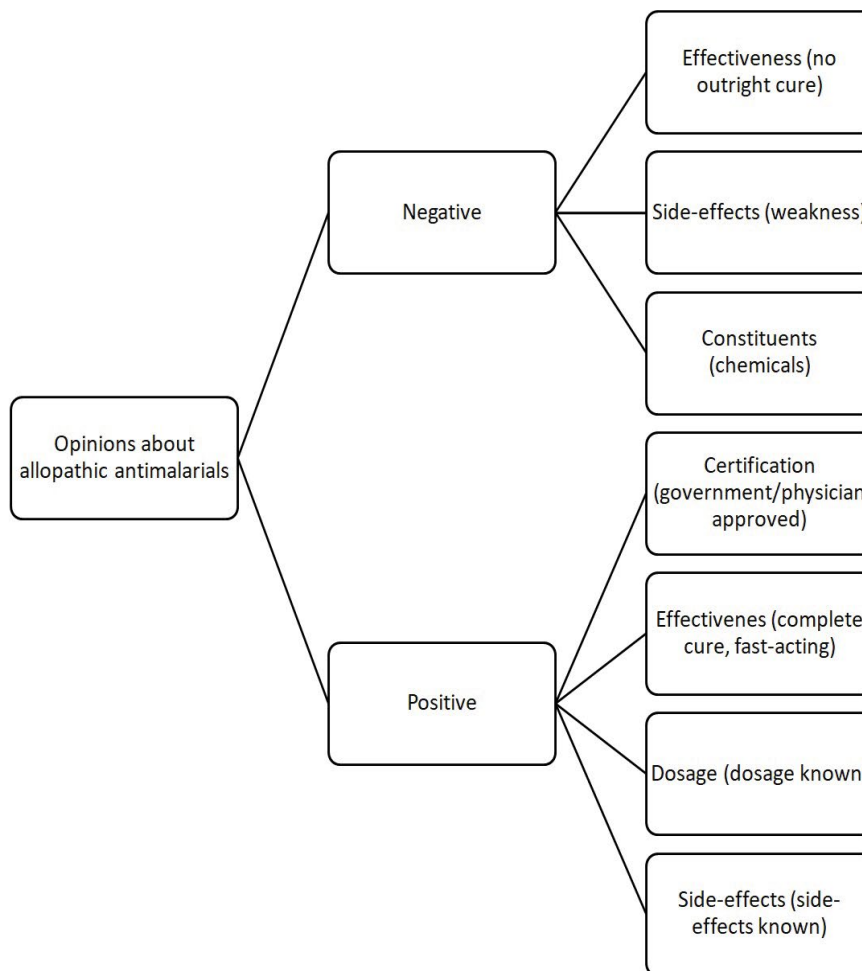 Effectiveness (no
outright cure)
Negative
Side-effects (weakness)
Constituents
(chemicals)
Opinions about
allopathic antimalarials
Certification
(government/physician
approved)
Effectivenes (complete
cure, fast-acting)
Positive
Dosage (dosage known
Side-effects (side-
effects known)